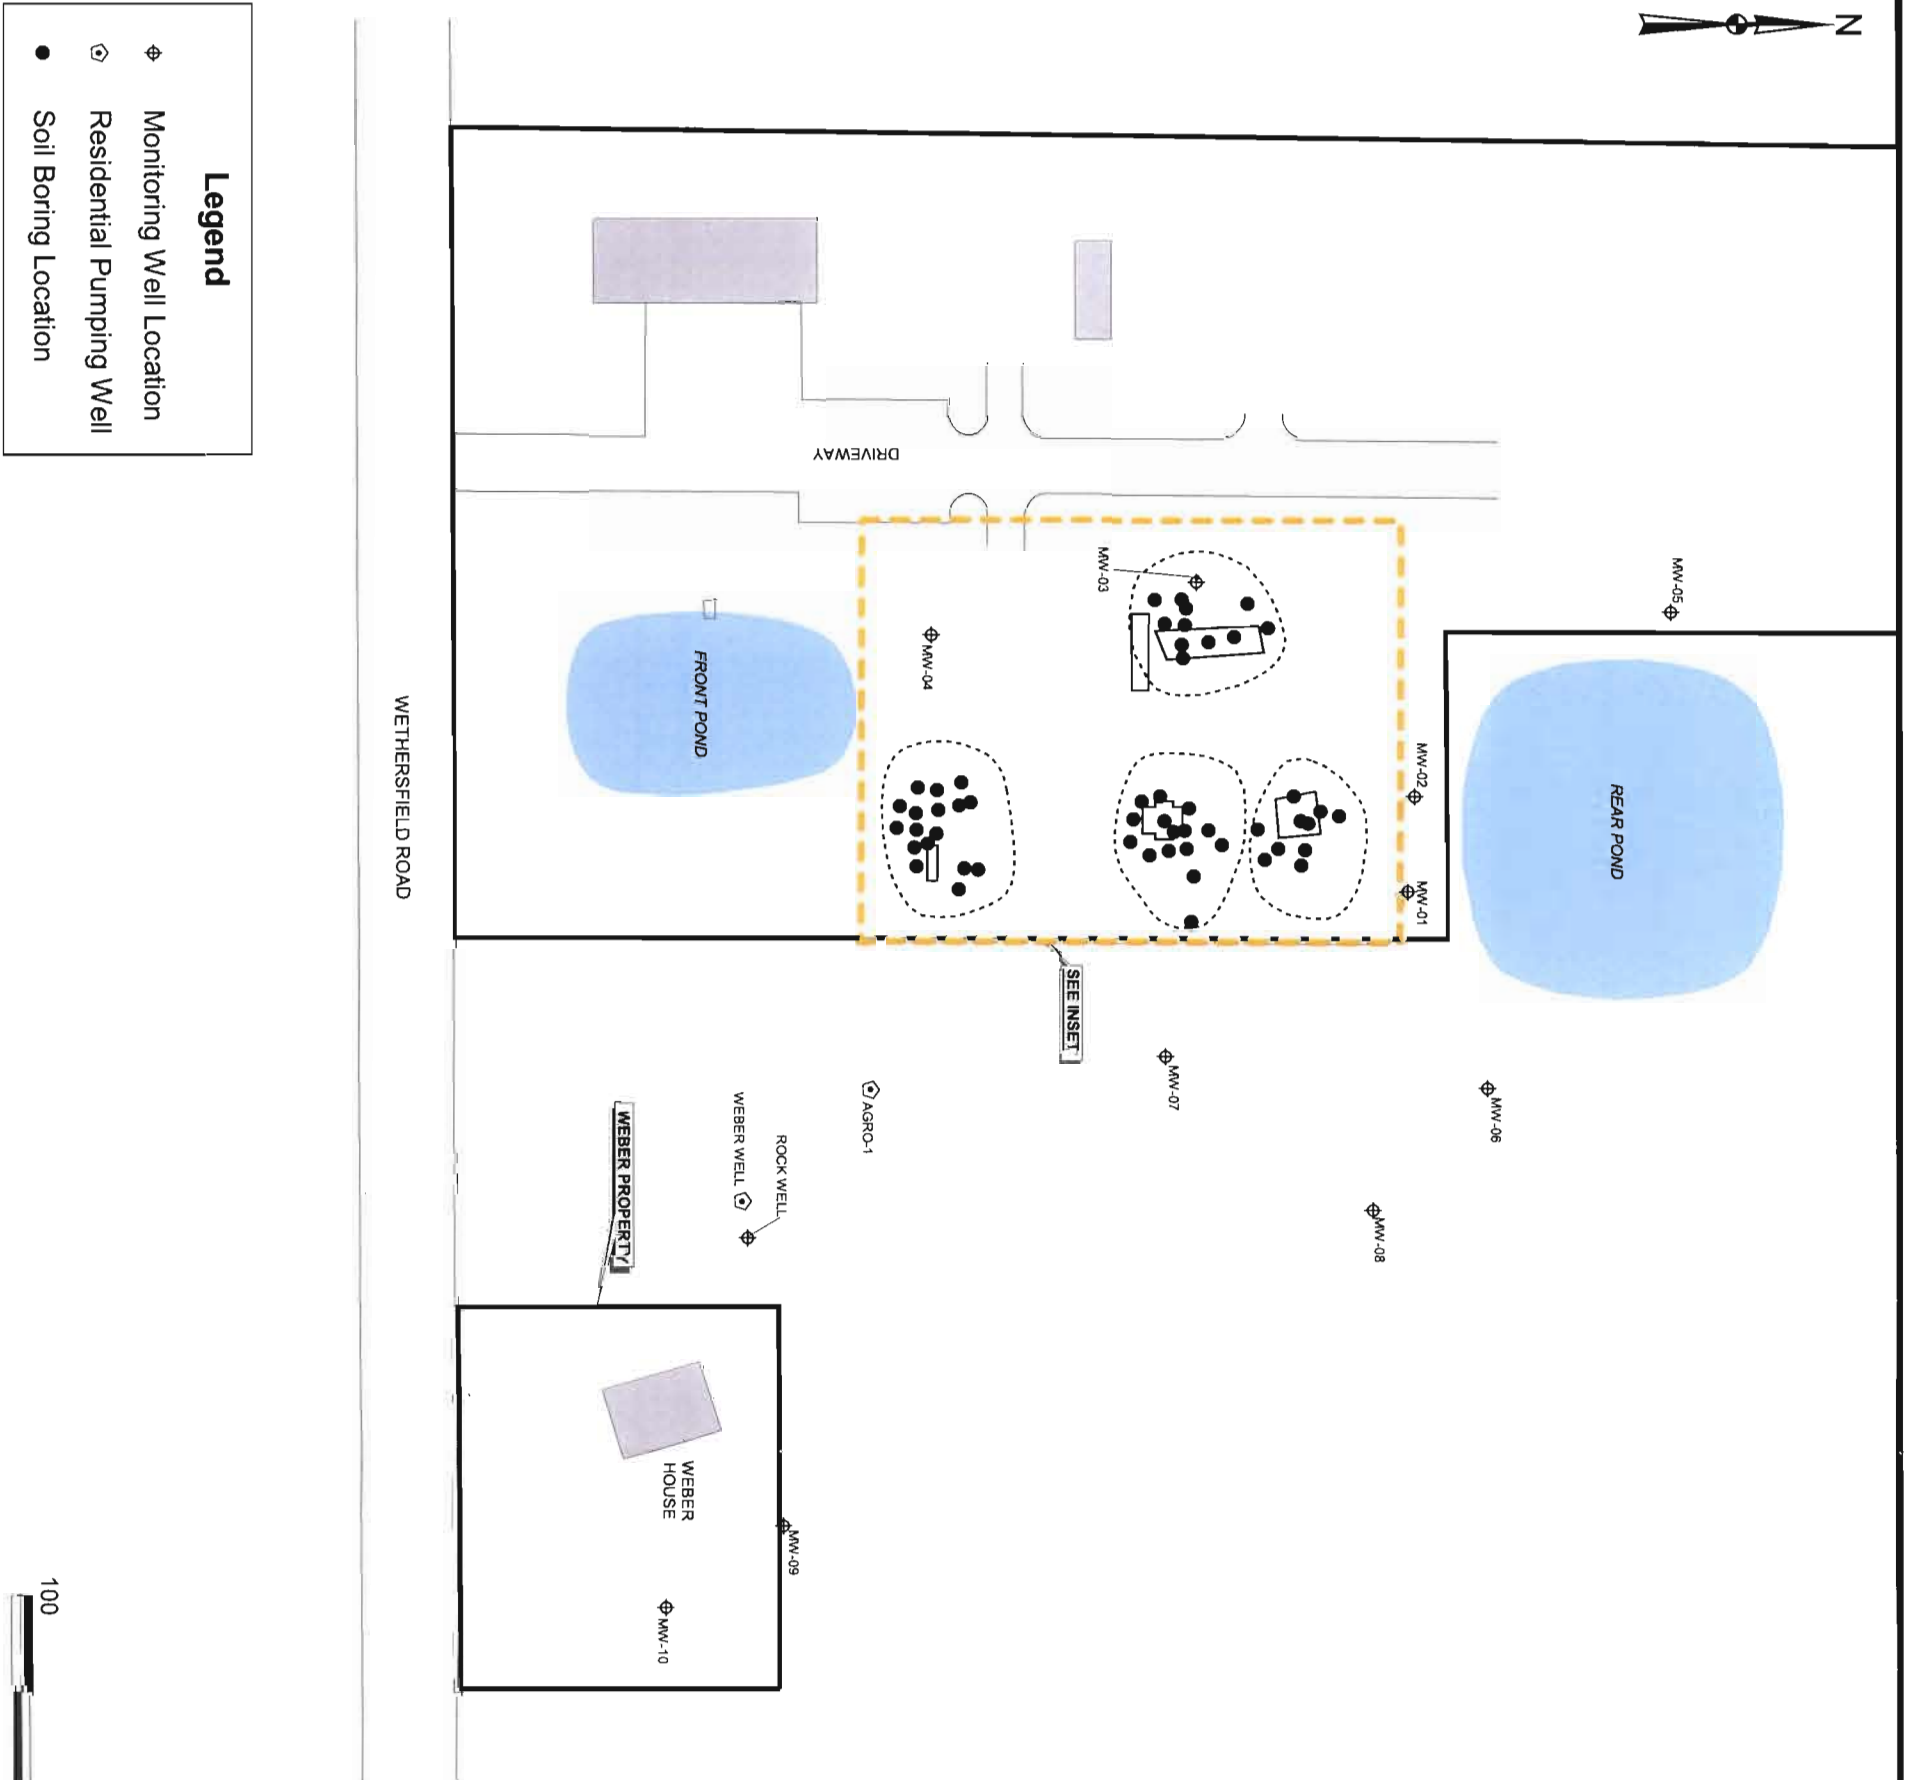 N
MW-05
REAR POND
MW-02
MW-01
MW-03
MW-04
DRIVEWAY
FRONT POND
SEE INSET
MW-06
MW-07
MW-08
AGRO-1
ROCK WELL
WEBER WELL
WEBER PROPERTY
WEBER
HOUSE
MW-09
MW-10
WETHERSFIELD ROAD
Legend
Monitoring Well Location
Residential Pumping Well
Soil Boring Location
100